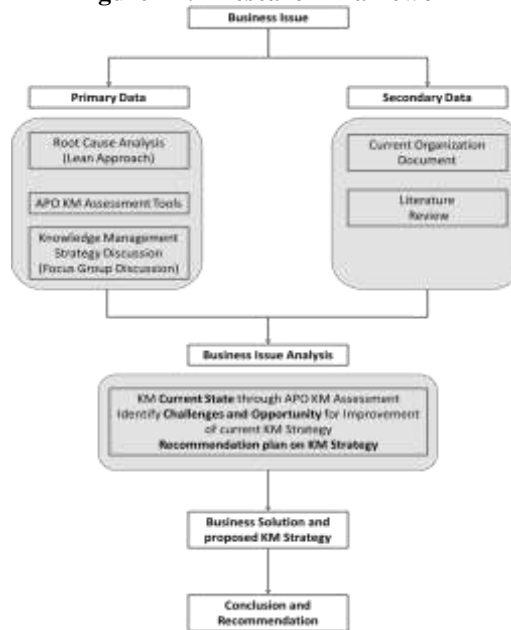 Business Issue
Primary Data
Secondary Data
Root Cause Analysis
(Lean Approach)
APO KM Assessment Tools
Knowledge Management
Strategy Discussion
(Focus Group Discussion)
Current Organization
Document
Literature
Review
Business Issue Analysis
KM Current State through APO KM Assessment
Identify Challenges and Opportunity for Improvement
of current KM Strategy
Recommendation plan on KM Strategy
Business Solution and
proposed KM Strategy
Conclusion and
Recommendation